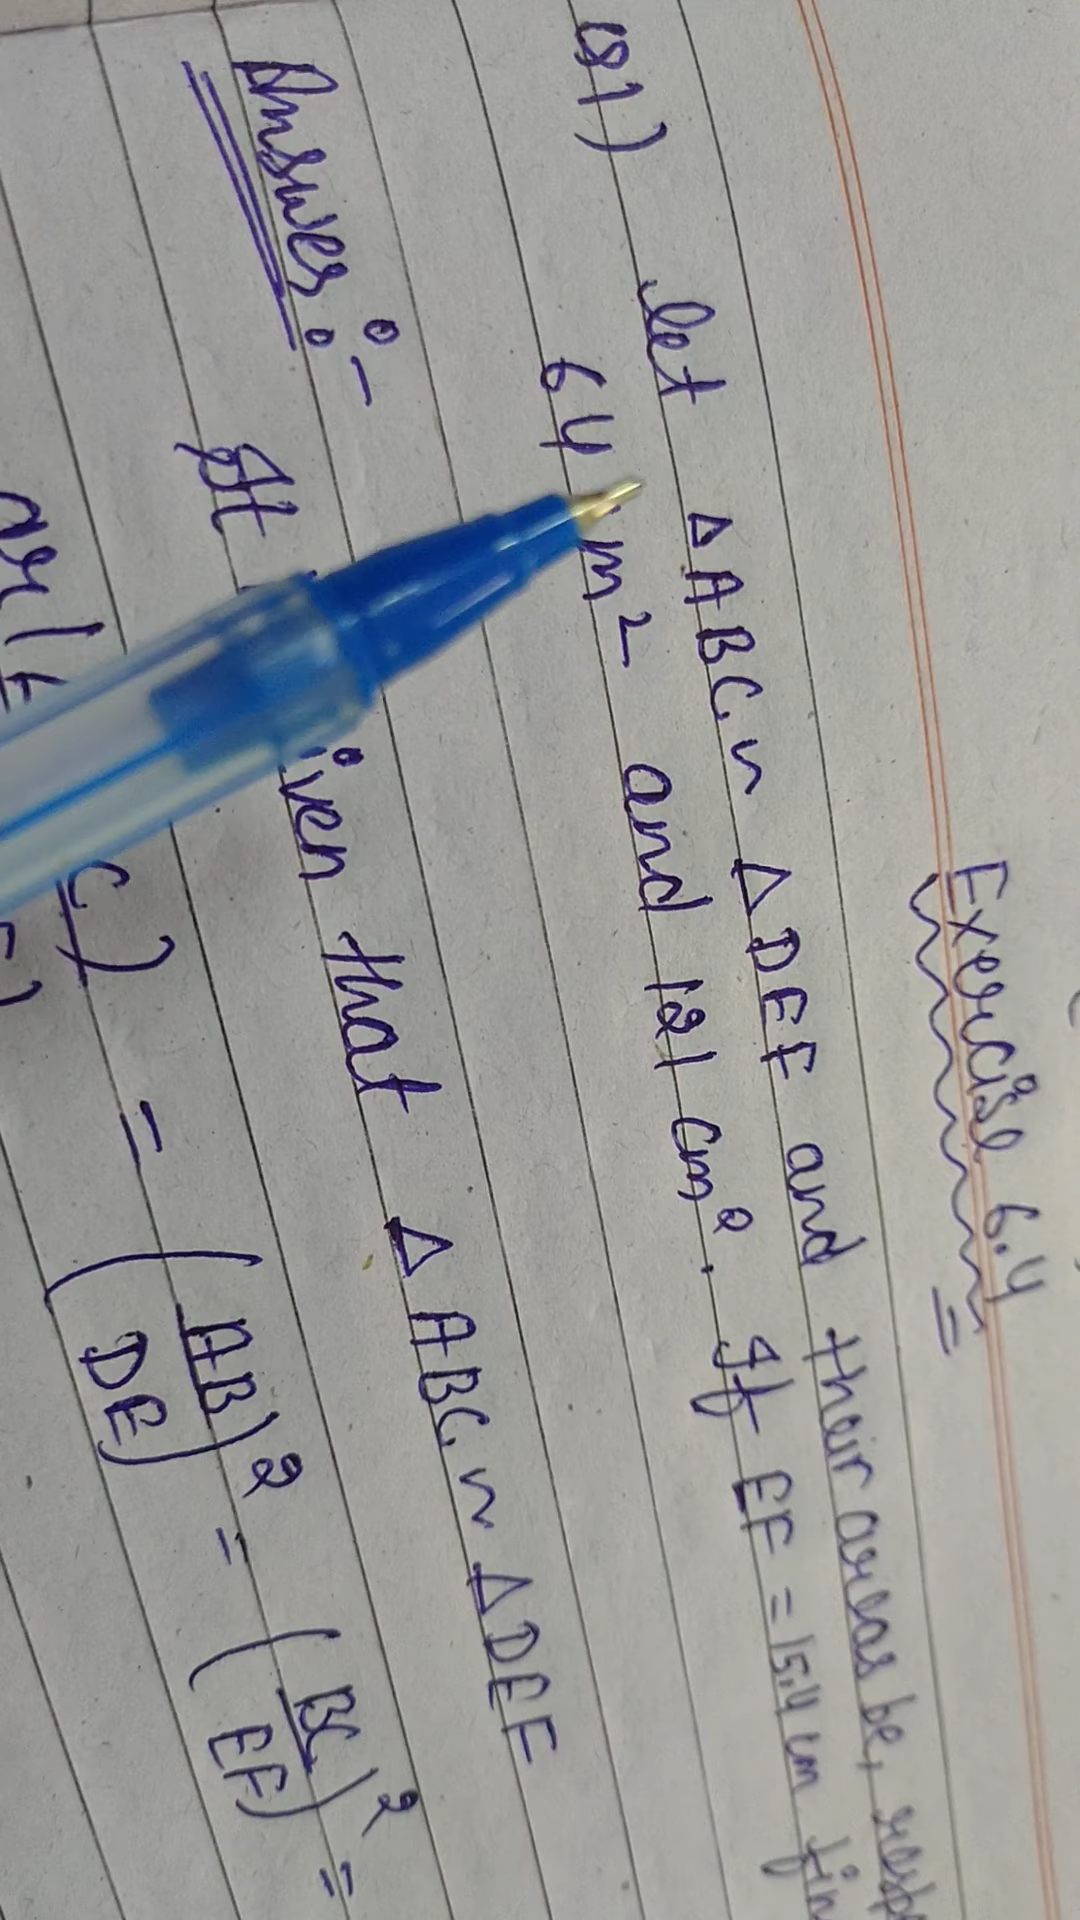 Exercise 6.4
Q1) let △ABC ~ △DEF and their areas be,
64 m² and 121 cm². If EF = 15.4 cm
Answer :-
It given that △ABC ~ △DEF
ar( C) = (AB/DE)² = (BC/EF)² =